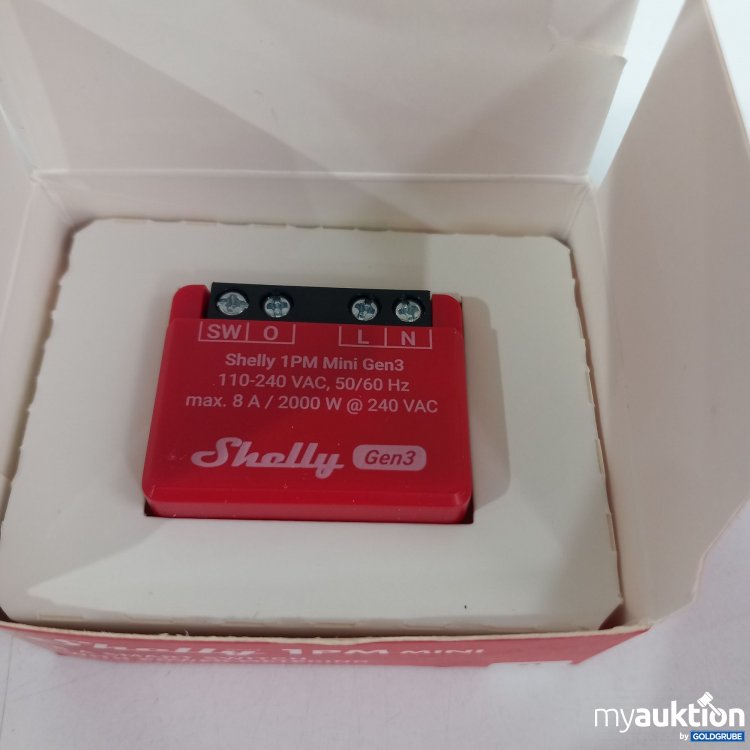 SW O L N
Shelly 1PM Mini Gen3
110-240 VAC, 50/60 Hz
max. 8 A / 2000 W @ 240 VAC
Shelly Gen3
Shelly 1PM MINI
myauktion
by GOLDGRUBE